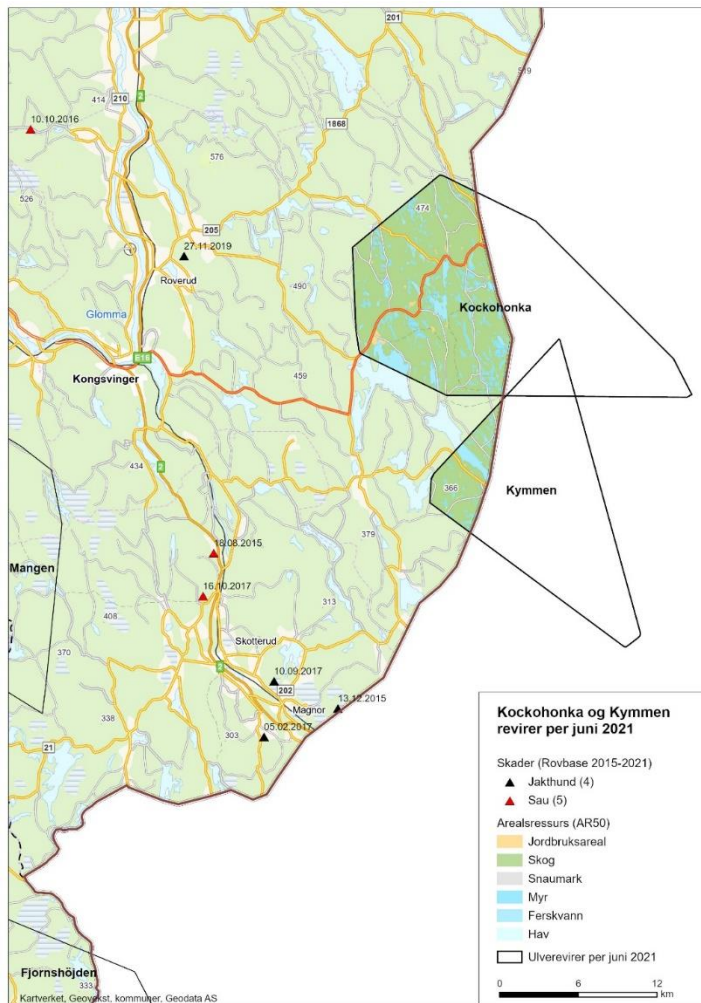 201
519
414
210
2
10.10.2016
1868
576
526
474
205
27.11.2019
Roverud
490
Kockohonka
Glomma
E16
Kongsvinger
459
434
2
366
Kymmen
18.08.2015
379
Mangen
16.10.2017
313
408
Skotterud
370
2
10.09.2017
202
13.12.2015
Magnor
338
303
05.02.2017
21
Fjornshöjden
333
Kartverket, Geovekst, kommuner, Geodata AS
Kockohonka og Kymmen
revirer per juni 2021
Skader (Rovbase 2015-2021)
Jakthund (4)
Sau (5)
Arealsressurs (AR50)
Jordbruksareal
Skog
Snaumark
Myr
Ferskvann
Hav
Ulverevirer per juni 2021
0 6 12
km